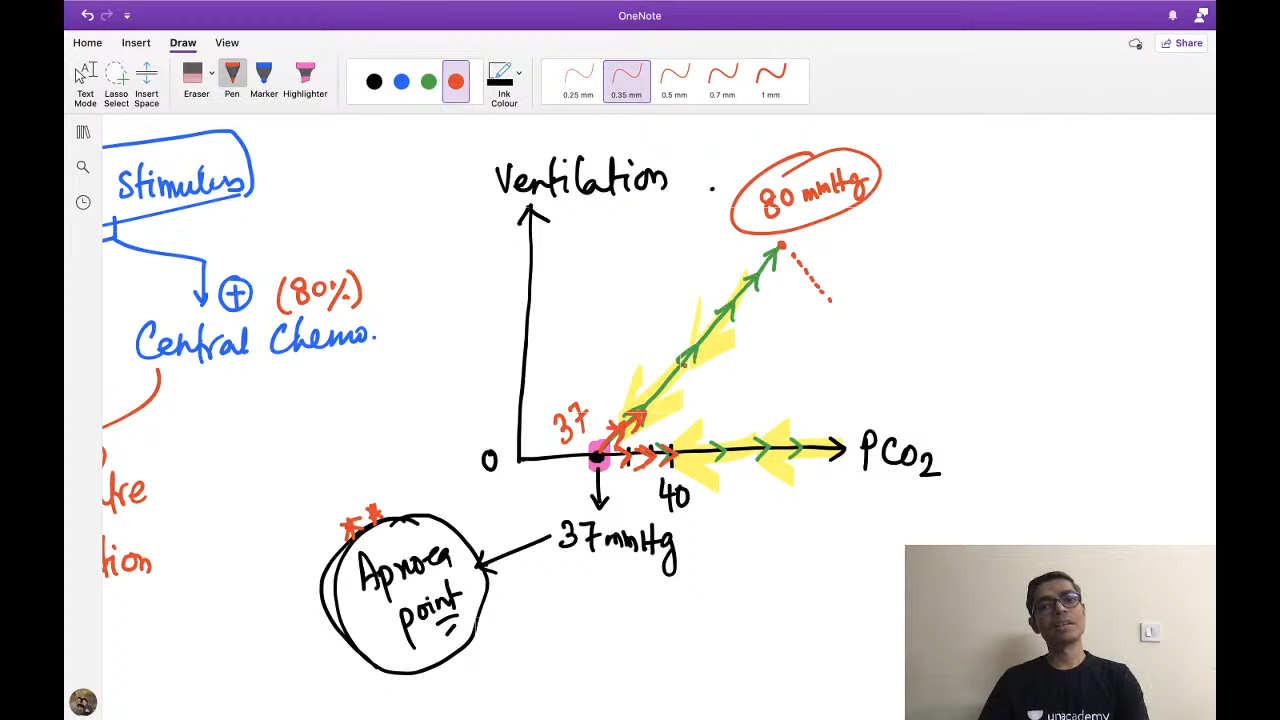 OneNote
Home Insert Draw View
Share
Text Mode
Lasso Select
Insert Space
Eraser
Pen
Marker
Highlighter
Ink Colour
0.25 mm
0.35 mm
0.5 mm
0.7 mm
1 mm
Stimulus
+ (80%)
Central Chemo.
tre
tion
Ventilation
80 mmHg
37
0
40
PCO2
37mmHg
Apnoea
point
unacademy